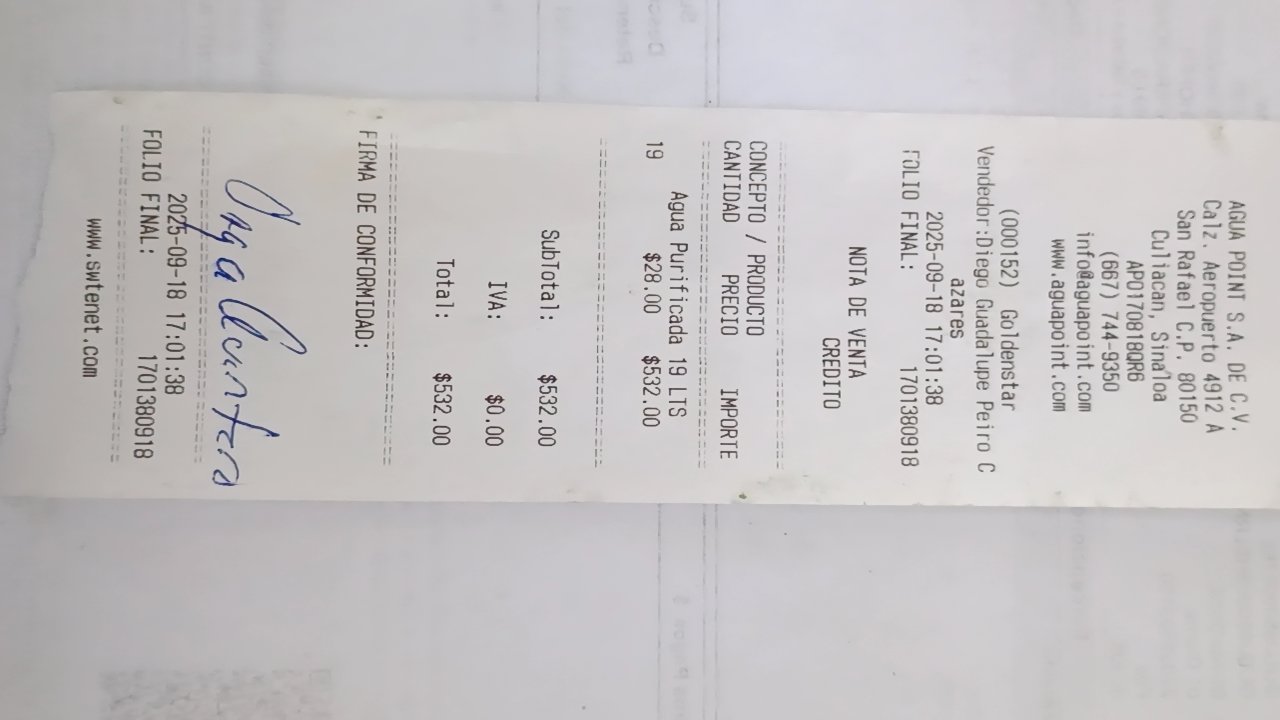 AGUA POINT S.A. DE C.V.
Calz. Aeropuerto 4912 A
San Rafael C.P. 80150
Culiacan, Sinaloa
APO170818QR6
(667) 744-9350
info@aguapoint.com
www.aguapoint.com
(000152) Goldenstar
Vendedor:Diego Guadalupe Peiro C
azares
2025-09-18 17:01:38
FOLIO FINAL: 1701380918
NOTA DE VENTA
CREDITO
CONCEPTO / PRODUCTO
CANTIDAD PRECIO IMPORTE
Agua Purificada 19 LTS
19 $28.00 $532.00
SubTotal: $532.00
IVA: $0.00
Total: $532.00
FIRMA DE CONFORMIDAD:
2025-09-18 17:01:38
FOLIO FINAL: 1701380918
www.swtenet.com